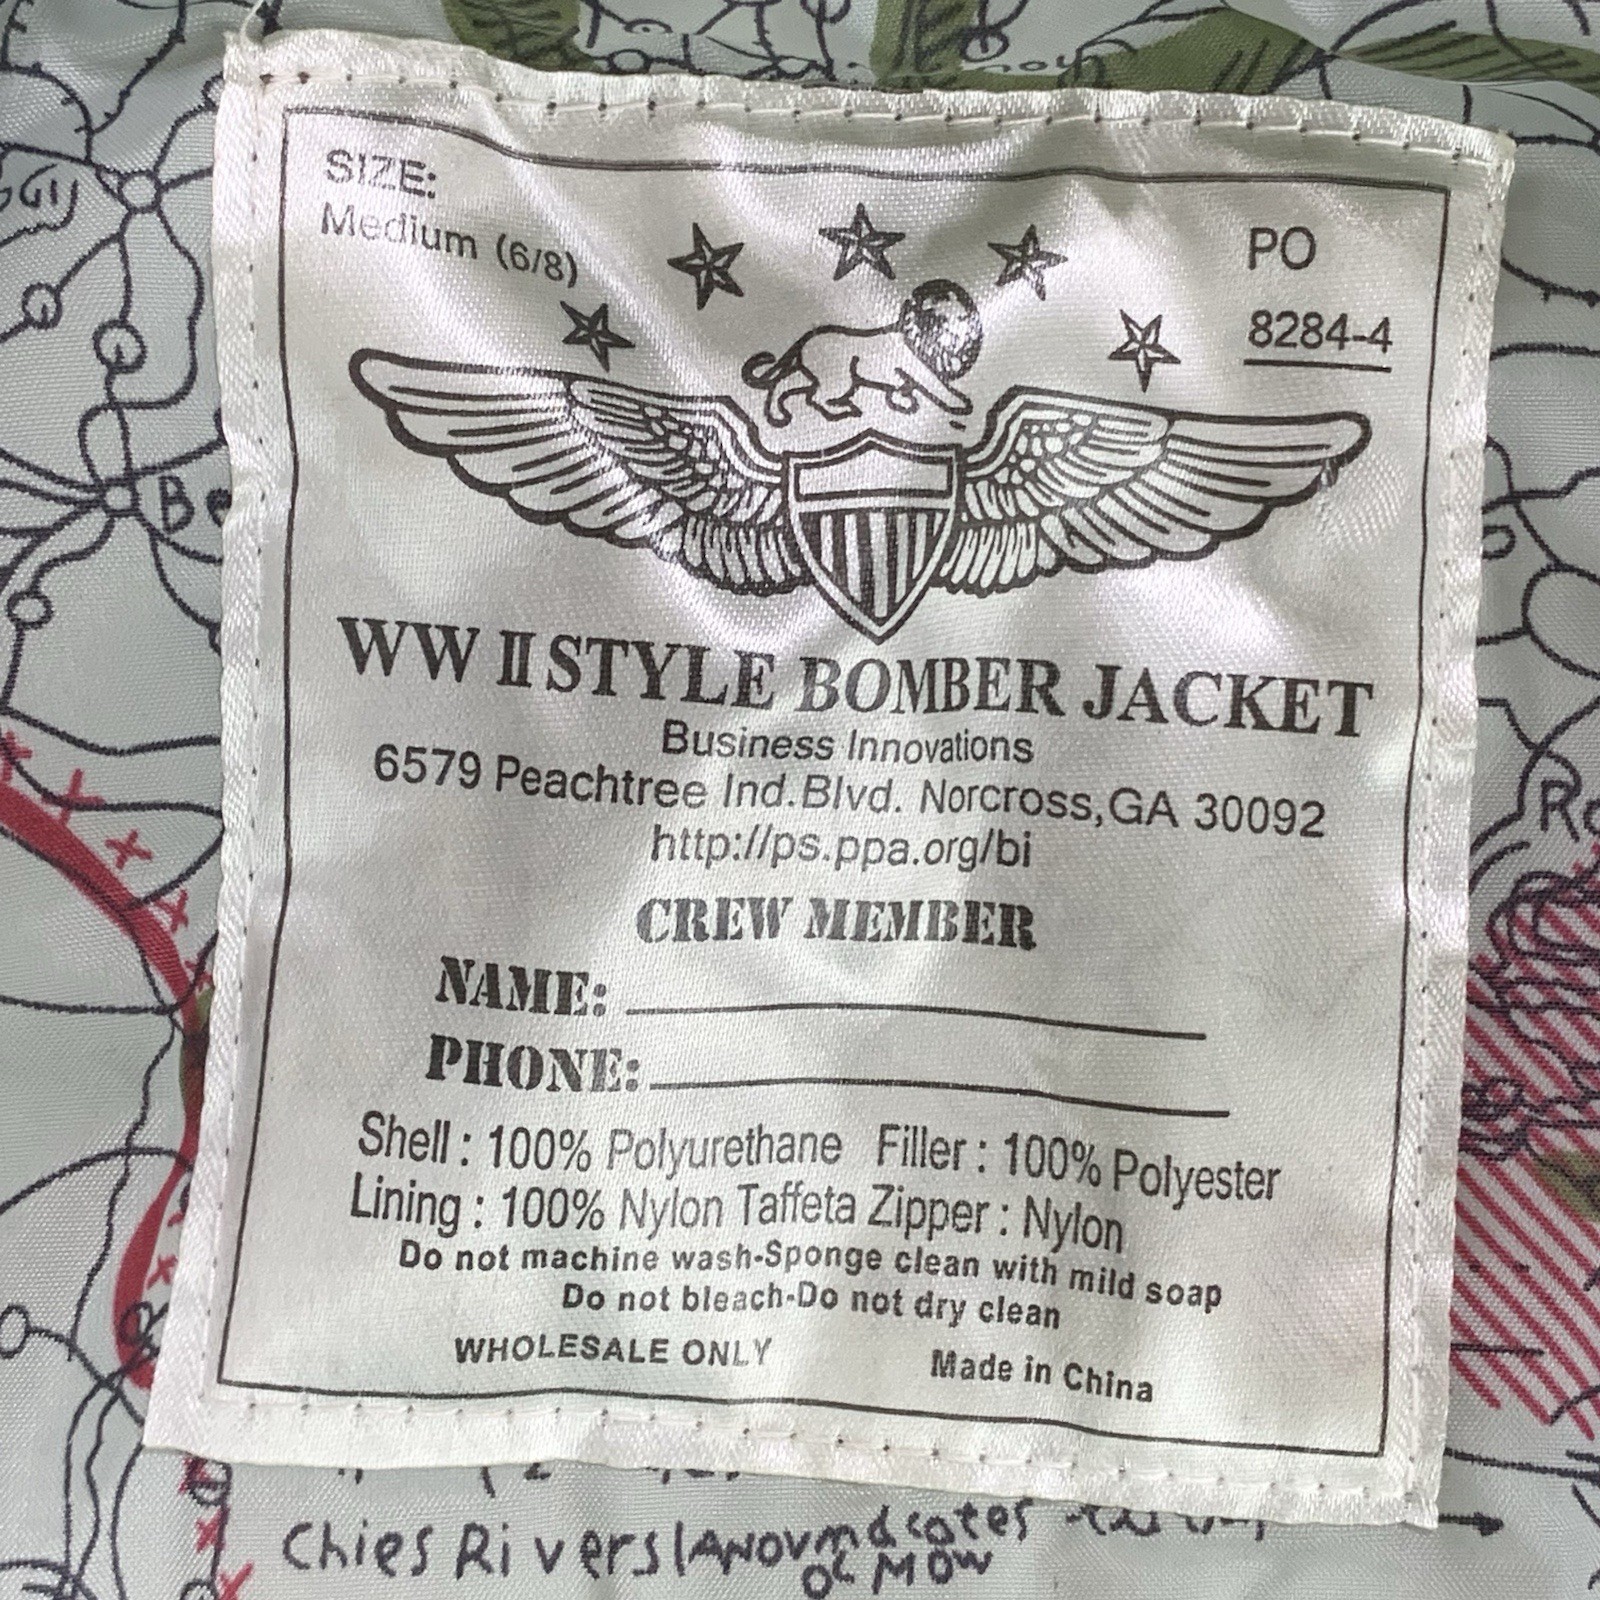 SIZE:
Medium (6/8)
PO
8284-4
WW II STYLE BOMBER JACKET
Business Innovations
6579 Peachtree Ind.Blvd. Norcross,GA 30092
http://ps.ppa.org/bi
CREW MEMBER
NAME:
PHONE:
Shell : 100% Polyurethane Filler : 100% Polyester
Lining : 100% Nylon Taffeta Zipper : Nylon
Do not machine wash-Sponge clean with mild soap
Do not bleach-Do not dry clean
WHOLESALE ONLY
Made in China
Chies Rivers